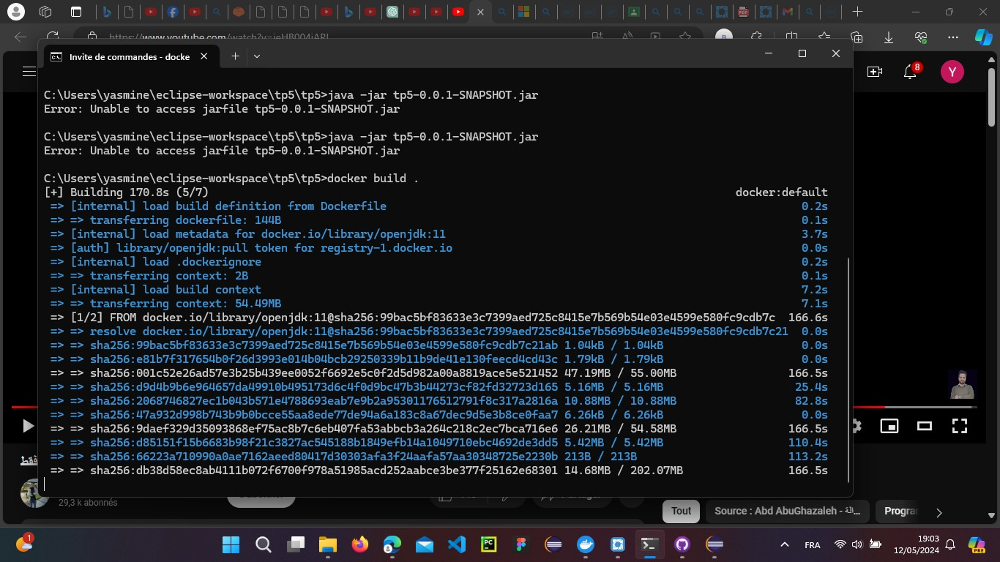 https://www.youtube.com/watch?v=
Invite de commandes - docke
8
Y
C:\Users\yasmine\eclipse-workspace\tp5\tp5>java -jar tp5-0.0.1-SNAPSHOT.jar
Error: Unable to access jarfile tp5-0.0.1-SNAPSHOT.jar
C:\Users\yasmine\eclipse-workspace\tp5\tp5>java -jar tp5-0.0.1-SNAPSHOT.jar
Error: Unable to access jarfile tp5-0.0.1-SNAPSHOT.jar
C:\Users\yasmine\eclipse-workspace\tp5\tp5>docker build .
[+] Building 170.8s (5/7) docker:default
=> [internal] load build definition from Dockerfile 0.2s
=> => transferring dockerfile: 144B 0.1s
=> [internal] load metadata for docker.io/library/openjdk:11 3.7s
=> [auth] library/openjdk:pull token for registry-1.docker.io 0.0s
=> [internal] load .dockerignore 0.2s
=> => transferring context: 2B 0.1s
=> [internal] load build context 7.2s
=> => transferring context: 54.49MB 7.1s
=> [1/2] FROM docker.io/library/openjdk:11@sha256:99bac5bf83633e3c7399aed725c8415e7b569b54e03e4599e580fc9cdb7c 166.6s
=> => resolve docker.io/library/openjdk:11@sha256:99bac5bf83633e3c7399aed725c8415e7b569b54e03e4599e580fc9cdb7c21 0.0s
=> => sha256:99bac5bf83633e3c7399aed725c8415e7b569b54e03e4599e580fc9cdb7c21ab 1.04kB / 1.04kB 0.0s
=> => sha256:e81b7f317654b0f26d3993e014b04bcb29250339b11b9de41e130feecd4cd43c 1.79kB / 1.79kB 0.0s
=> => sha256:001c52e26ad57e3b25b439ee0052f6692e5c0f2d5d982a00a8819ace5e521452 47.19MB / 55.00MB 166.5s
=> => sha256:d9d4b9b6e964657da49910b495173d6c4f0d9bc47b3b44273cf82fd32723d165 5.16MB / 5.16MB 25.4s
=> => sha256:2068746827ec1b043b571e4788693eab7e9b2a95301176512791f8c317a2816a 10.88MB / 10.88MB 82.8s
=> => sha256:47a932d998b743b9b0bcce55aa8ede77de94a6a183c8a67dec9d5e3b8ce0faa7 6.26kB / 6.26kB 0.0s
=> => sha256:9daef329d35093868ef75ac8b7c6eb407fa53abbcb3a264c218c2ec7bca716e6 26.21MB / 54.58MB 166.5s
=> => sha256:d85151f15b6683b98f21c3827ac545188b1849efb14a1049710ebc4692de3dd5 5.42MB / 5.42MB 110.4s
=> => sha256:66223a710990a0ae7162aeed80417d30303afa3f24aafa57aa30348725e2230b 213B / 213B 113.2s
=> => sha256:db38d58ec8ab4111b072f6700f978a51985acd252aabce3be377f25162e68301 14.68MB / 202.07MB 166.5s
فقط
29,3 k abonnés
Tout
Source : Abd AbuGhazaleh -
Progra
1
FRA
19:03
12/05/2024
PRE